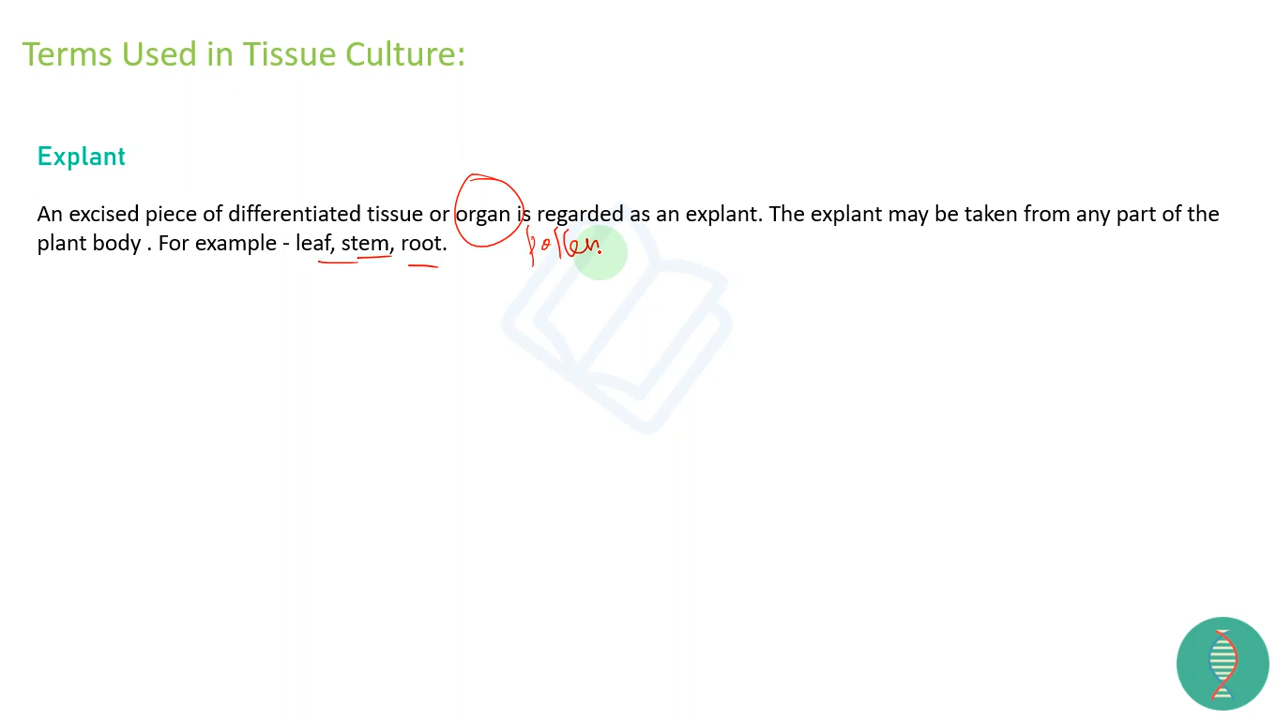 Terms Used in Tissue Culture:
Explant
An excised piece of differentiated tissue or organ is regarded as an explant. The explant may be taken from any part of the
plant body . For example - leaf, stem, root.
pollen